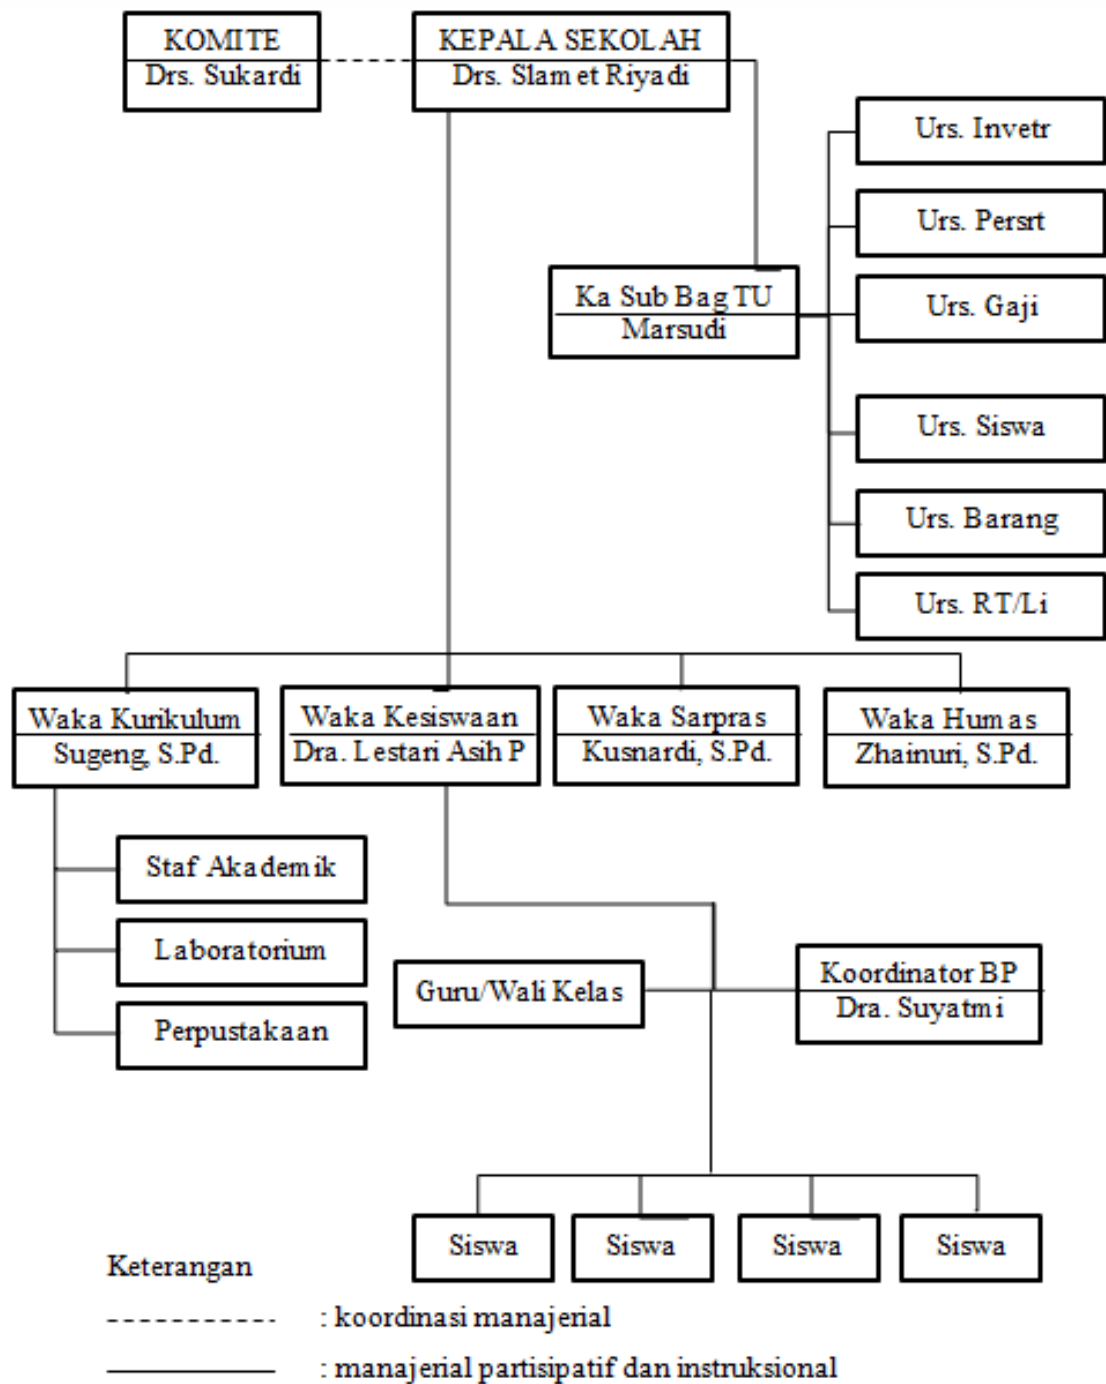 KOMITE
Drs. Sukardi
KEPALA SEKOLAH
Drs. Slamet Riyadi
Urs. Invetr
Urs. Persrt
Ka Sub Bag TU
Marsudi
Urs. Gaji
Urs. Siswa
Urs. Barang
Urs. RT/Li
Waka Kurikulum
Sugeng, S.Pd.
Waka Kesiswaan
Dra. Lestari Asih P
Waka Sarpras
Kusnardi, S.Pd.
Waka Humas
Zhainuri, S.Pd.
Staf Akademik
Laboratorium
Perpustakaan
Guru/Wali Kelas
Koordinator BP
Dra. Suyatmi
Siswa
Siswa
Siswa
Siswa
Keterangan
: koordinasi manajerial
: manajerial partisipatif dan instruksional